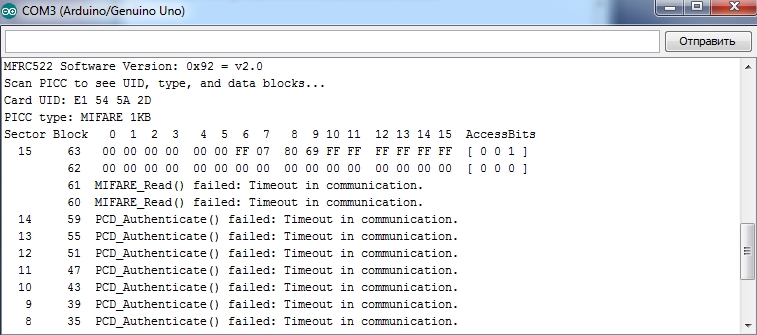 COM3 (Arduino/Genuino Uno)
Отправить
MFRC522 Software Version: 0x92 = v2.0
Scan PICC to see UID, type, and data blocks...
Card UID: E1 54 5A 2D
PICC type: MIFARE 1KB
Sector Block 0 1 2 3 4 5 6 7 8 9 10 11 12 13 14 15 AccessBits
15 63 00 00 00 00 00 00 FF 07 80 69 FF FF FF FF FF FF [ 0 0 1 ]
62 00 00 00 00 00 00 00 00 00 00 00 00 00 00 00 00 [ 0 0 0 ]
61 MIFARE_Read() failed: Timeout in communication.
60 MIFARE_Read() failed: Timeout in communication.
14 59 PCD_Authenticate() failed: Timeout in communication.
13 55 PCD_Authenticate() failed: Timeout in communication.
12 51 PCD_Authenticate() failed: Timeout in communication.
11 47 PCD_Authenticate() failed: Timeout in communication.
10 43 PCD_Authenticate() failed: Timeout in communication.
9 39 PCD_Authenticate() failed: Timeout in communication.
8 35 PCD_Authenticate() failed: Timeout in communication.